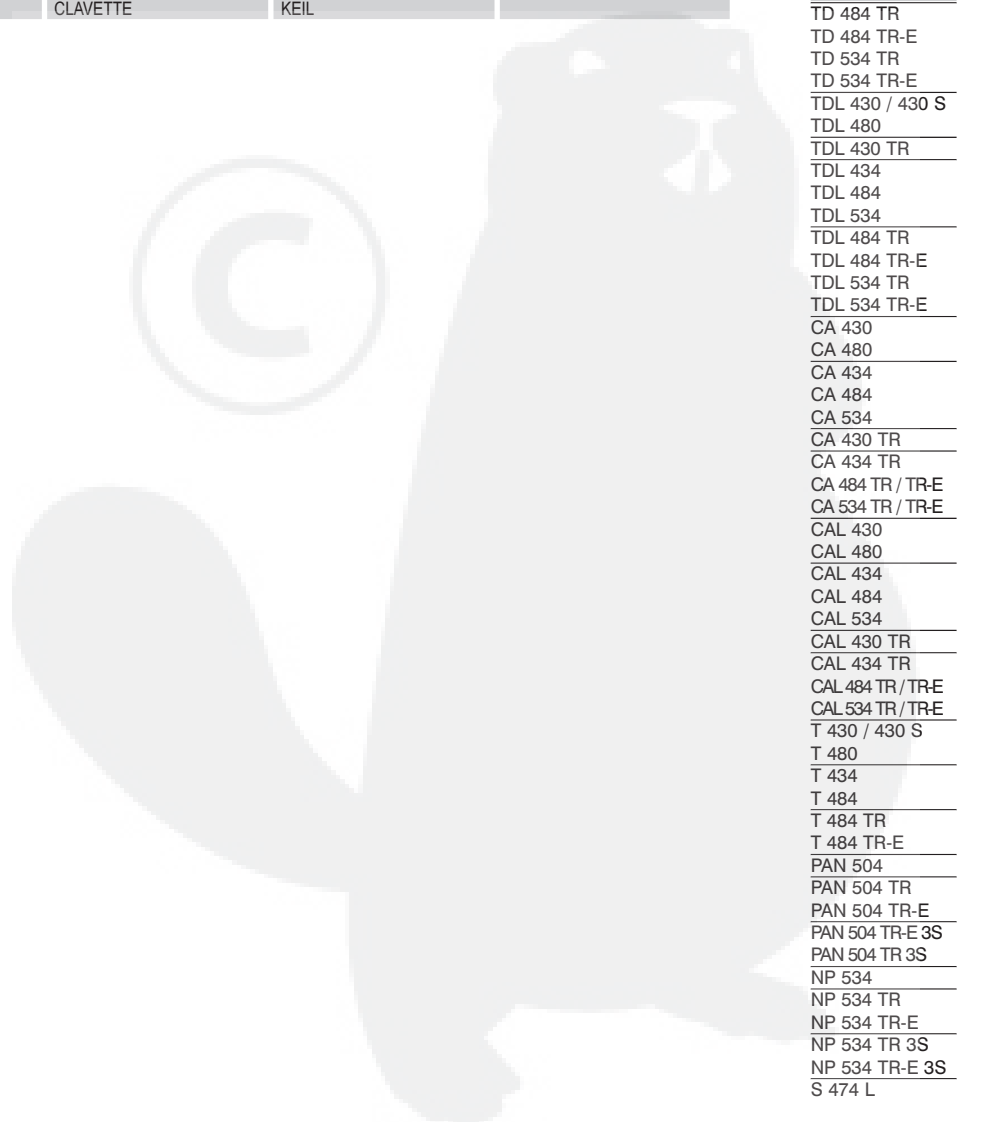 CLAVETTE KEIL
TD 484 TR
TD 484 TR-E
TD 534 TR
TD 534 TR-E
TDL 430 / 430 S
TDL 480
TDL 430 TR
TDL 434
TDL 484
TDL 534
TDL 484 TR
TDL 484 TR-E
TDL 534 TR
TDL 534 TR-E
CA 430
CA 480
CA 434
CA 484
CA 534
CA 430 TR
CA 434 TR
CA 484 TR / TR-E
CA 534 TR / TR-E
CAL 430
CAL 480
CAL 434
CAL 484
CAL 534
CAL 430 TR
CAL 434 TR
CAL 484 TR / TR-E
CAL 534 TR / TR-E
T 430 / 430 S
T 480
T 434
T 484
T 484 TR
T 484 TR-E
PAN 504
PAN 504 TR
PAN 504 TR-E
PAN 504 TR-E 3S
PAN 504 TR 3S
NP 534
NP 534 TR
NP 534 TR-E
NP 534 TR 3S
NP 534 TR-E 3S
S 474 L
©